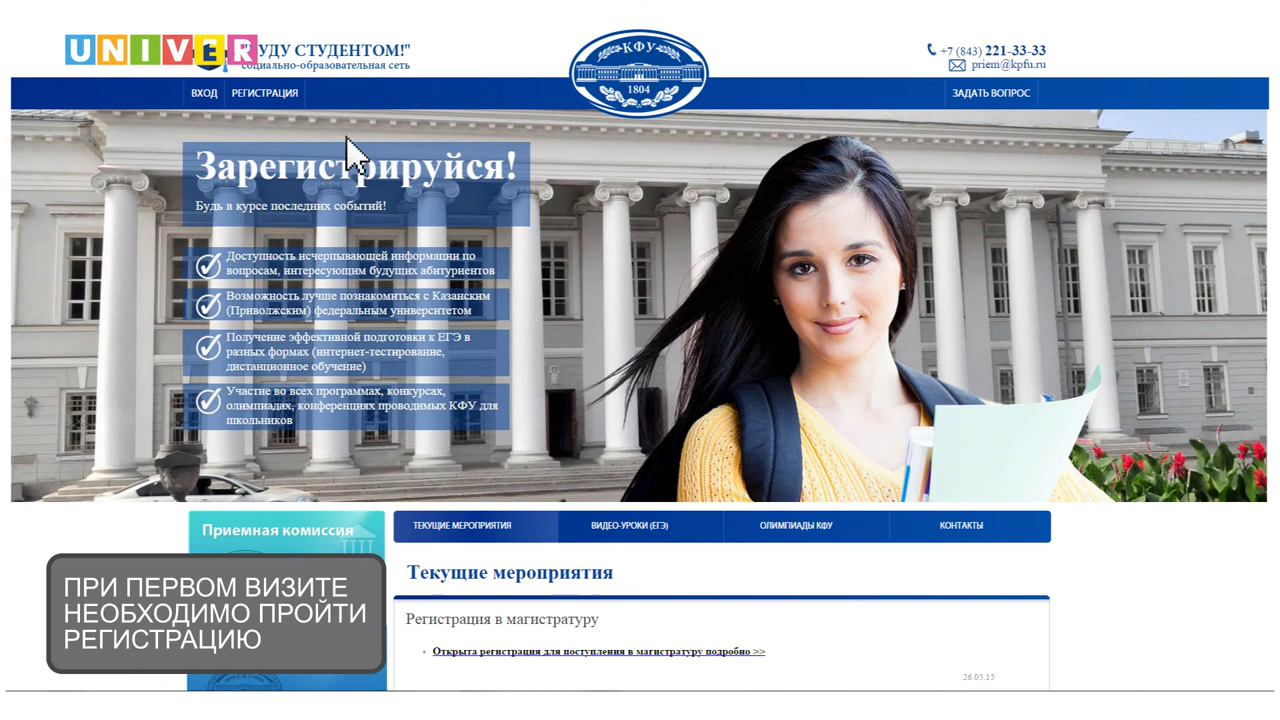 UNIVER
УДУ СТУДЕНТОМ!"
социально-образовательная сеть
КФУ
1804
+7 (843) 221-33-33
priem@kpfu.ru
ВХОД
РЕГИСТРАЦИЯ
ЗАДАТЬ ВОПРОС
Зарегистрируйся!
Будь в курсе последних событий!
Доступность исчерпывающей информации по
вопросам, интересующим будущих абитуриентов
Возможность лучше познакомиться с Казанским
(Приволжским) федеральным университетом
Получение эффективной подготовки к ЕГЭ в
разных формах (интернет-тестирование,
дистанционное обучение)
Участие во всех программах, конкурсах,
олимпиадах, конференциях проводимых КФУ для
школьников
Приемная комиссия
ТЕКУЩИЕ МЕРОПРИЯТИЯ
ВИДЕО-УРОКИ (ЕГЭ)
ОЛИМПИАДЫ КФУ
КОНТАКТЫ
Текущие мероприятия
Регистрация в магистратуру
Открыта регистрация для поступления в магистратуру подробно >>
26.05.15
ПРИ ПЕРВОМ ВИЗИТЕ
НЕОБХОДИМО ПРОЙТИ
РЕГИСТРАЦИЮ